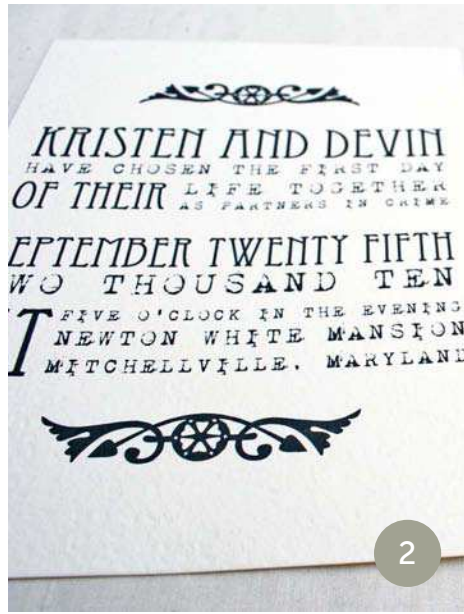 KRISTEN AND DEVIN
HAVE CHOSEN THE FIRST DAY
OF THEIR LIFE TOGETHER
AS PARTNERS IN CRIME
EPTEMBER TWENTY FIFTH
WO THOUSAND TEN
T FIVE O'CLOCK IN THE EVENING
NEWTON WHITE MANSION
MITCHELLVILLE, MARYLAND
2